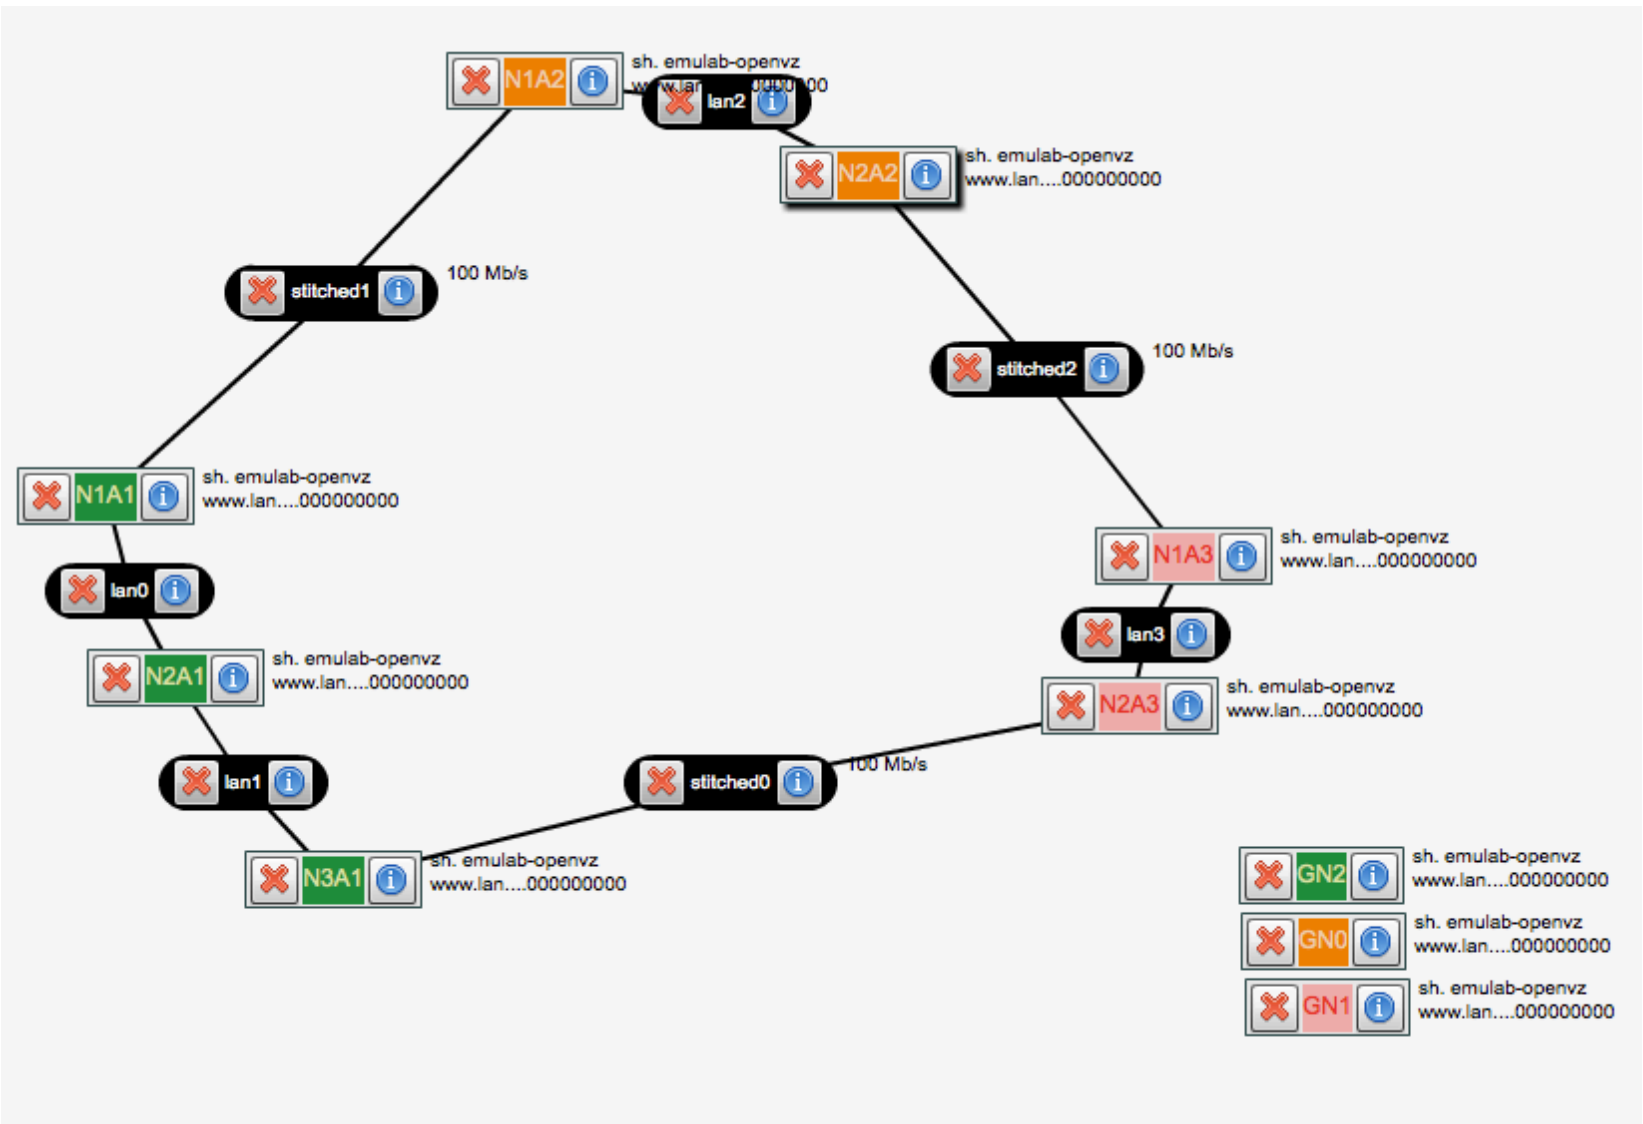 N1A2
sh. emulab-openvz
lan2
N2A2
sh. emulab-openvz
www.lan....000000000
stitched1
100 Mb/s
stitched2
100 Mb/s
N1A1
sh. emulab-openvz
www.lan....000000000
N1A3
sh. emulab-openvz
www.lan....000000000
lan0
lan3
N2A1
sh. emulab-openvz
www.lan....000000000
N2A3
sh. emulab-openvz
www.lan....000000000
lan1
stitched0
100 Mb/s
N3A1
sh. emulab-openvz
www.lan....000000000
GN2
sh. emulab-openvz
www.lan....000000000
GN0
sh. emulab-openvz
www.lan....000000000
GN1
sh. emulab-openvz
www.lan....000000000